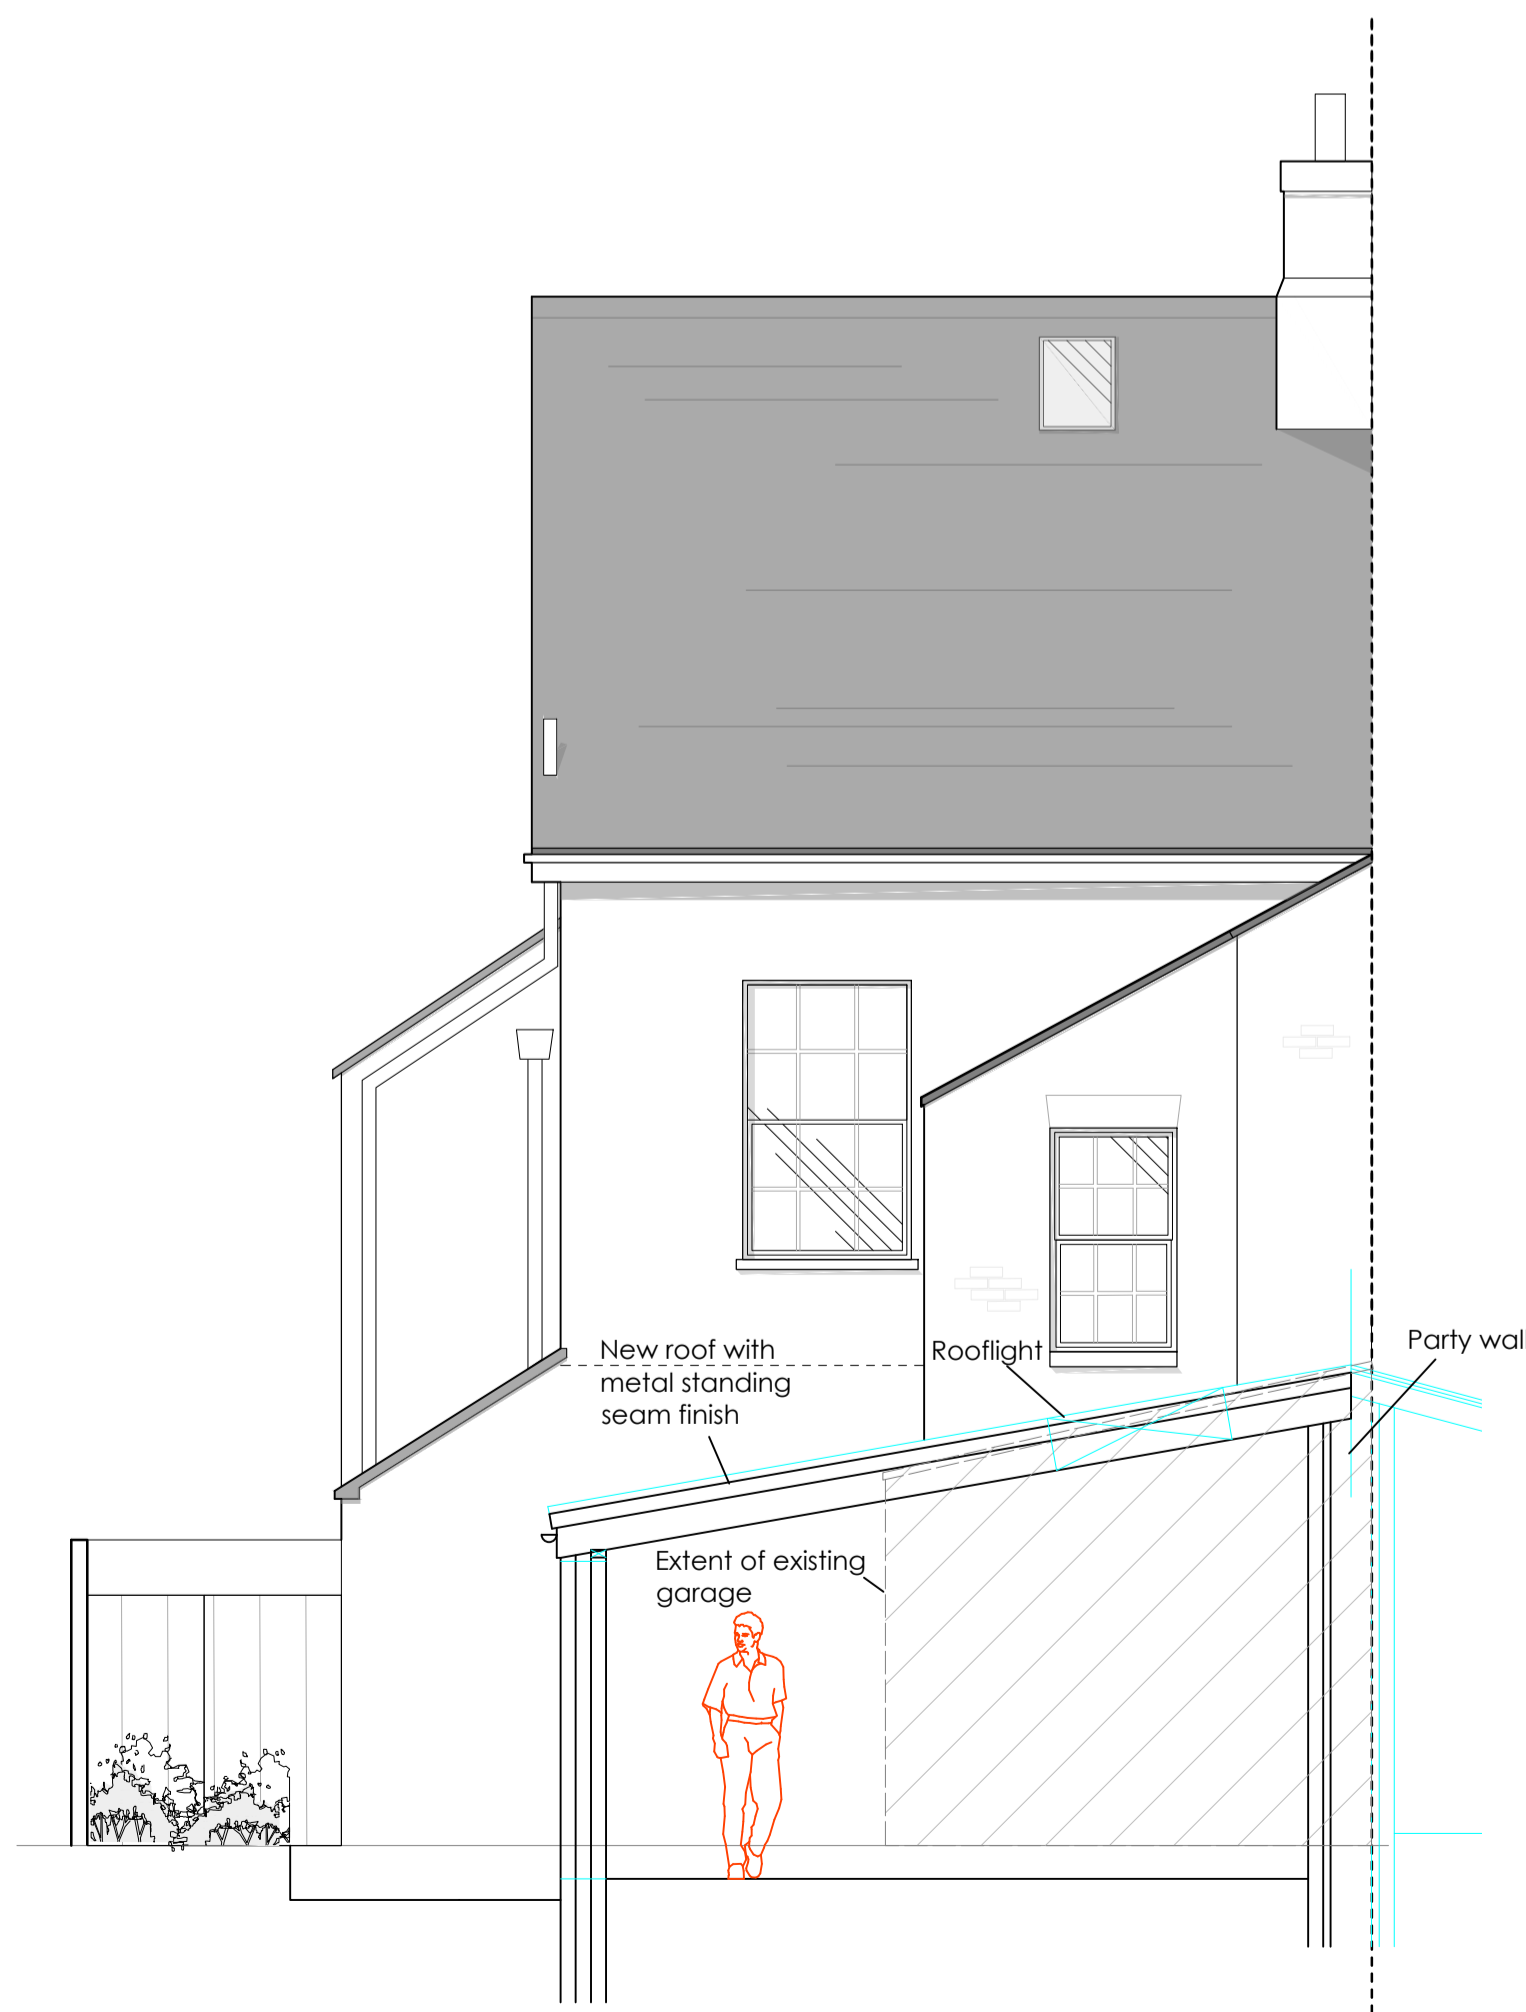 New roof with
metal standing
seam finish
Rooflight
Party wal
Extent of existing
garage